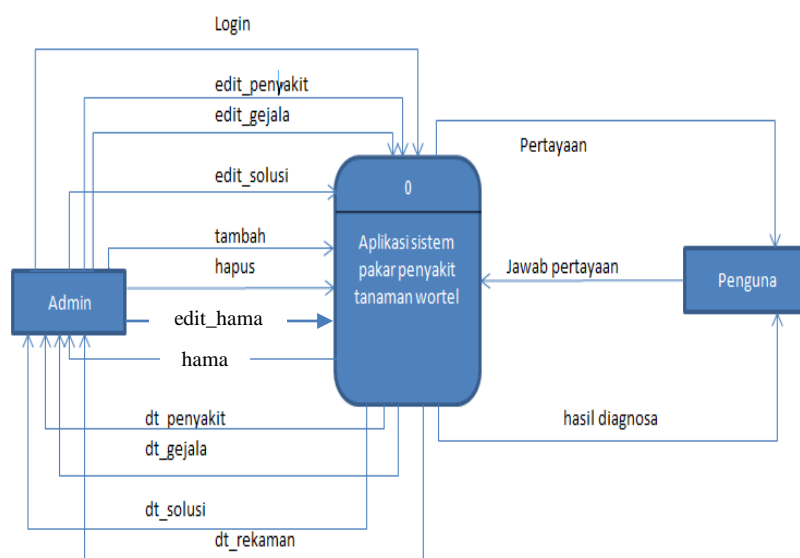 Login
edit_penyakit
edit_gejala
Pertayaan
edit_solusi
0
tambah
Aplikasi sistem
pakar penyakit
tanaman wortel
hapus
Jawab pertayaan
Penguna
Admin
edit_hama
hama
dt_penyakit
hasil diagnosa
dt_gejala
dt_solusi
dt_rekaman